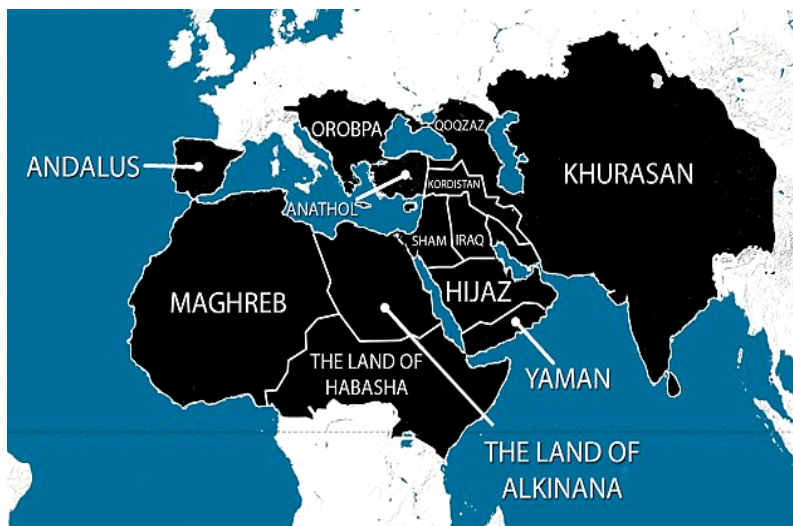 OROBPA
QOQZAZ
ANDALUS
KHURASAN
KORDISTAN
ANATHOL
SHAM
IRAQ
MAGHREB
HIJAZ
THE LAND OF
HABASHA
YAMAN
THE LAND OF
ALKINANA